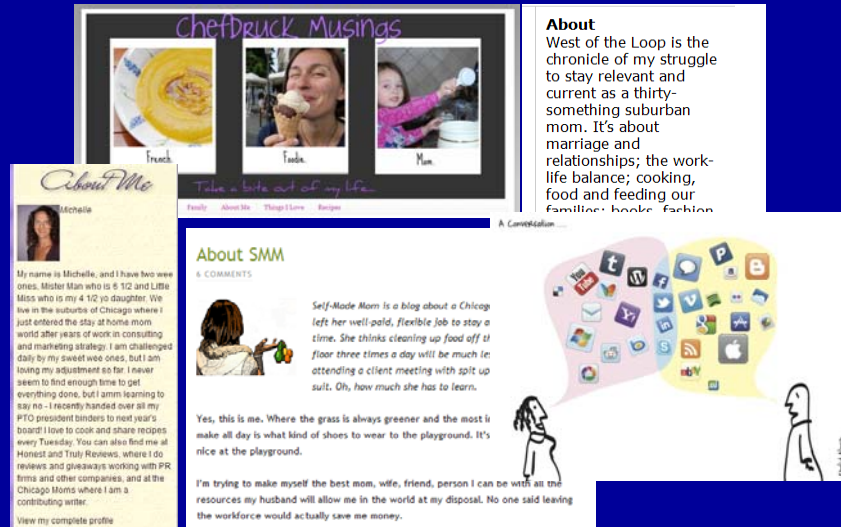 ChefDruck Musings
French.
Foodie.
Mom.
Take a bite out of my life...
Family About Me Things I Love Recipes
About
West of the Loop is the
chronicle of my struggle
to stay relevant and
current as a thirty-
something suburban
mom. It's about
marriage and
relationships; the work-
life balance; cooking,
food and feeding our
families; books, fashion
About Me
Michelle
My name is Michelle, and I have two wee
ones, Mister Man who is 6 1/2 and Little
Miss who is my 4 1/2 yo daughter. We
live in the suburbs of Chicago where I
just entered the stay at home mom
world after years of work in consulting
and marketing strategy. I am challenged
daily by my sweet wee ones, but I am
loving my adjustment so far. I never
seem to find enough time to get
everything done, but I amm learning to
say no - I recently handed over all my
PTO president binders to next year's
board! I love to cook and share recipes
every Tuesday. You can also find me at
Honest and Truly Reviews, where I do
reviews and giveaways working with PR
firms and other companies, and at the
Chicago Moms where I am a
contributing writer.
View my complete profile
About SMM
6 COMMENTS
Self-Made Mom is a blog about a Chicag
left her well-paid, flexible job to stay
time. She thinks cleaning up food off t
floor three times a day will be much le
attending a client meeting with spit up
suit. Oh, how much she has to learn.
Yes, this is me. Where the grass is always greener and the most i
make all day is what kind of shoes to wear to the playground. It's
nice at the playground.
I'm trying to make myself the best mom, wife, friend, person I can be with all the
resources my husband will allow me in the world at my disposal. No one said leaving
the workforce would actually save me money.
A Conversation ....
You
Tube
t
W
P
f
Y!
in
S
ebY